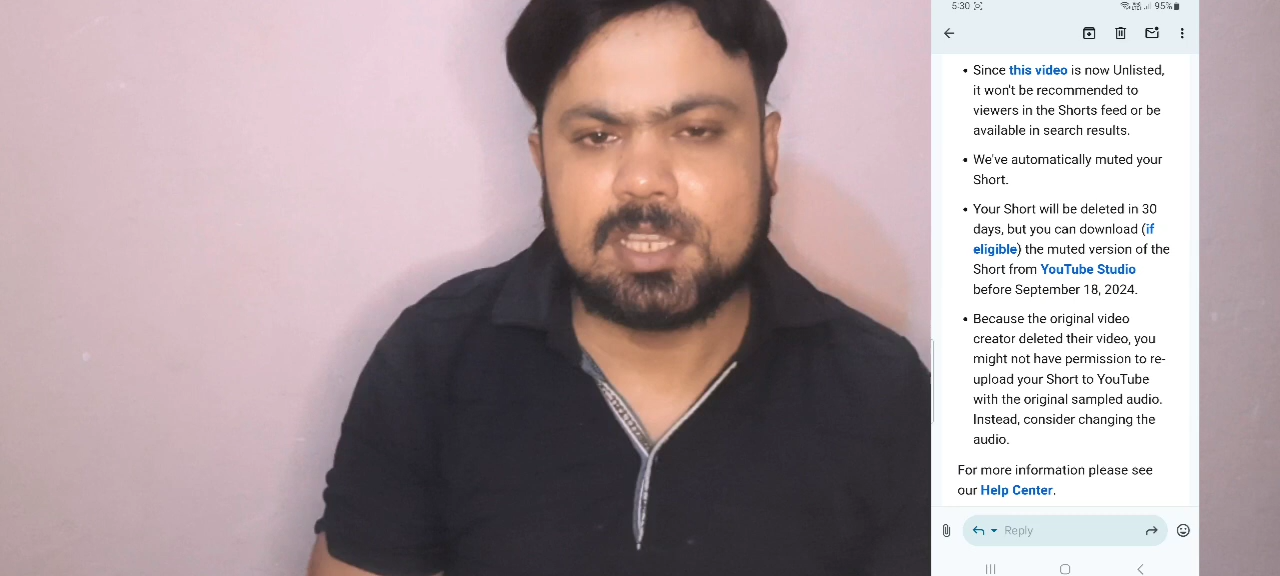 5:30
95%
• Since this video is now Unlisted,
it won't be recommended to
viewers in the Shorts feed or be
available in search results.
• We've automatically muted your
Short.
• Your Short will be deleted in 30
days, but you can download (if
eligible) the muted version of the
Short from YouTube Studio
before September 18, 2024.
• Because the original video
creator deleted their video, you
might not have permission to re-
upload your Short to YouTube
with the original sampled audio.
Instead, consider changing the
audio.
For more information please see
our Help Center.
Reply